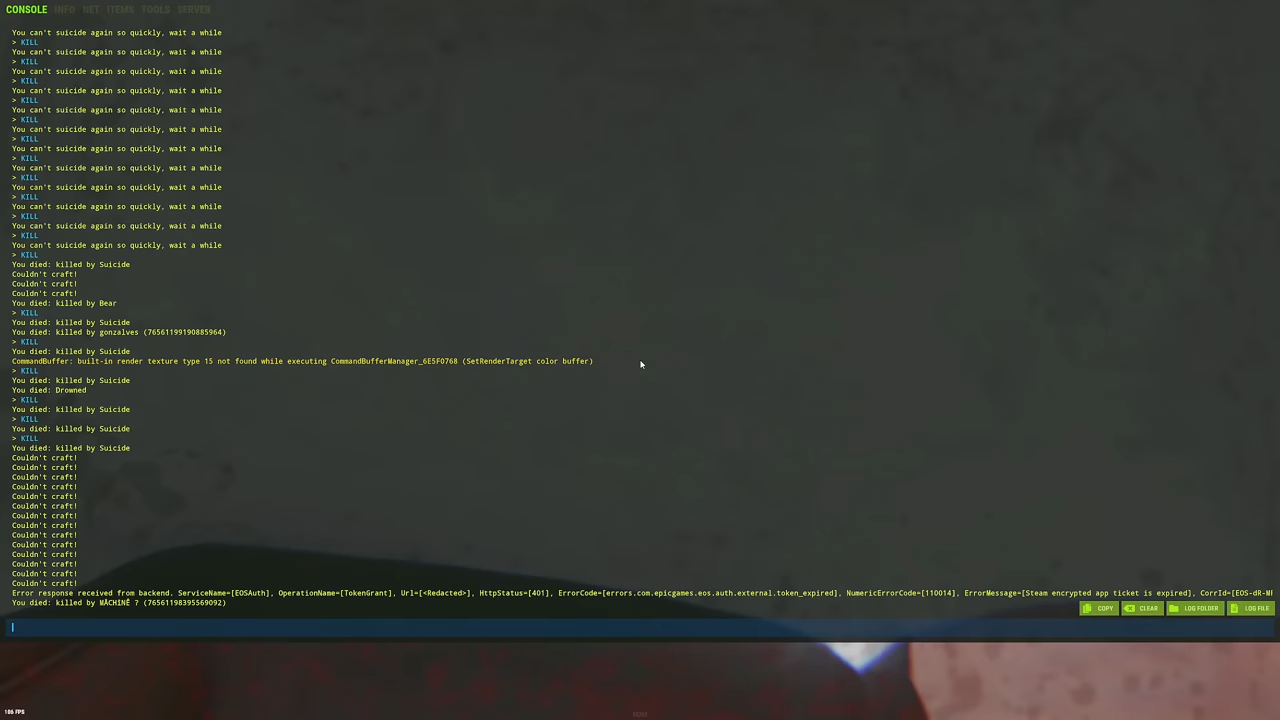 CONSOLE INFO NET ITEMS TOOLS SERVER
You can't suicide again so quickly, wait a while
> KILL
You can't suicide again so quickly, wait a while
> KILL
You can't suicide again so quickly, wait a while
> KILL
You can't suicide again so quickly, wait a while
> KILL
You can't suicide again so quickly, wait a while
> KILL
You can't suicide again so quickly, wait a while
> KILL
You can't suicide again so quickly, wait a while
> KILL
You can't suicide again so quickly, wait a while
> KILL
You can't suicide again so quickly, wait a while
> KILL
You can't suicide again so quickly, wait a while
> KILL
You can't suicide again so quickly, wait a while
> KILL
You can't suicide again so quickly, wait a while
> KILL
You died: killed by Suicide
Couldn't craft!
Couldn't craft!
Couldn't craft!
You died: killed by Bear
> KILL
You died: killed by Suicide
You died: killed by gonzalves (76561199190885964)
> KILL
You died: killed by Suicide
CommandBuffer: built-in render texture type 15 not found while executing CommandBufferManager_6E5F0768 (SetRenderTarget color buffer)
> KILL
You died: killed by Suicide
You died: Drowned
> KILL
You died: killed by Suicide
> KILL
You died: killed by Suicide
> KILL
You died: killed by Suicide
Couldn't craft!
Couldn't craft!
Couldn't craft!
Couldn't craft!
Couldn't craft!
Couldn't craft!
Couldn't craft!
Couldn't craft!
Couldn't craft!
Couldn't craft!
Couldn't craft!
Couldn't craft!
Couldn't craft!
Couldn't craft!
Error response received from backend. ServiceName=[EOSAuth], OperationName=[TokenGrant], Url=[<Redacted>], HttpStatus=[401], ErrorCode=[errors.com.epicgames.eos.auth.external.token_expired], NumericErrorCode=[110014], ErrorMessage=[Steam encrypted app ticket is expired], CorrId=[EOS-dR-M
You died: killed by MÂCHÌNÊ ? (76561198395569092)
COPY CLEAR LOG FOLDER LOG FILE
106 FPS